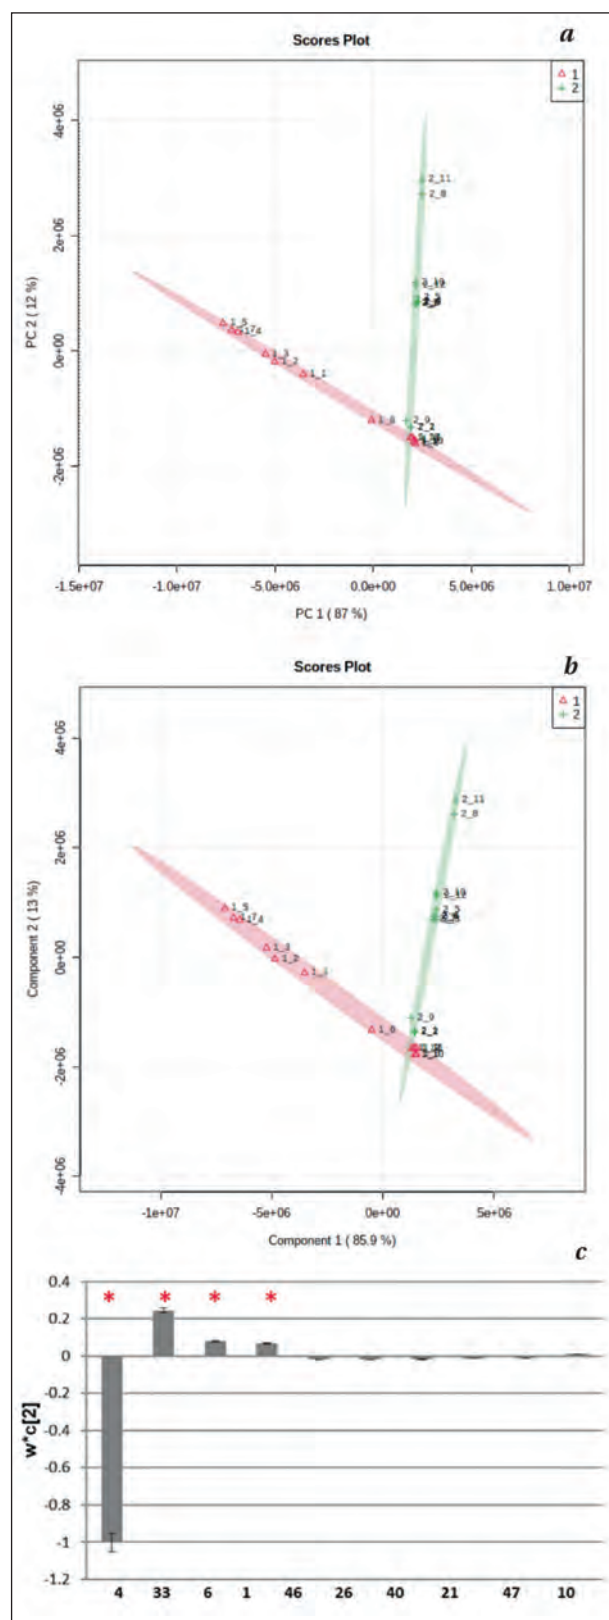 Scores Plot
a
1
2
4e+06
2e+06
0e+00
-2e+06
PC 2 ( 12 %)
2_11
2_8
2_9
1_5
1_3
1_2
1_1
1_6
-1.5e+07 -1.0e+07 -5.0e+06 0.0e+00 5.0e+06 1.0e+07
PC 1 ( 87 %)
Scores Plot
b
1
2
4e+06
2e+06
0e+00
-2e+06
-4e+06
Component 2 ( 13 %)
2_11
2_8
2_9
1_5
1_3
1_2
1_1
1_6
-1e+07 -5e+06 0e+00 5e+06
Component 1 ( 85.9 %)
c
0.4
0.2
0
-0.2
-0.4
-0.6
-0.8
-1
-1.2
w*c[2]
* * * *
4 33 6 1 46 26 40 21 47 10